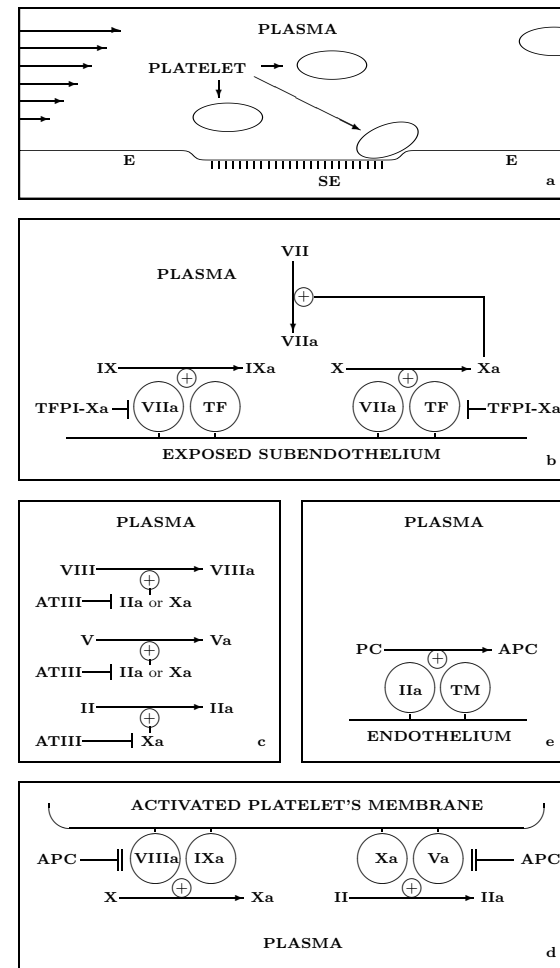 PLASMA
PLATELET
E
E
SE
a
VII
PLASMA
+
VIIa
IX
IXa
X
Xa
+
+
TFPI-Xa
VIIa
TF
VIIa
TF
TFPI-Xa
EXPOSED SUBENDOTHELIUM
b
PLASMA
VIII
VIIIa
+
ATIII
IIa or Xa
V
Va
+
ATIII
IIa or Xa
II
IIa
+
ATIII
Xa
c
PLASMA
PC
APC
+
IIa
TM
ENDOTHELIUM
e
ACTIVATED PLATELET'S MEMBRANE
APC
VIIIa
IXa
Xa
Va
APC
+
+
X
Xa
II
IIa
PLASMA
d